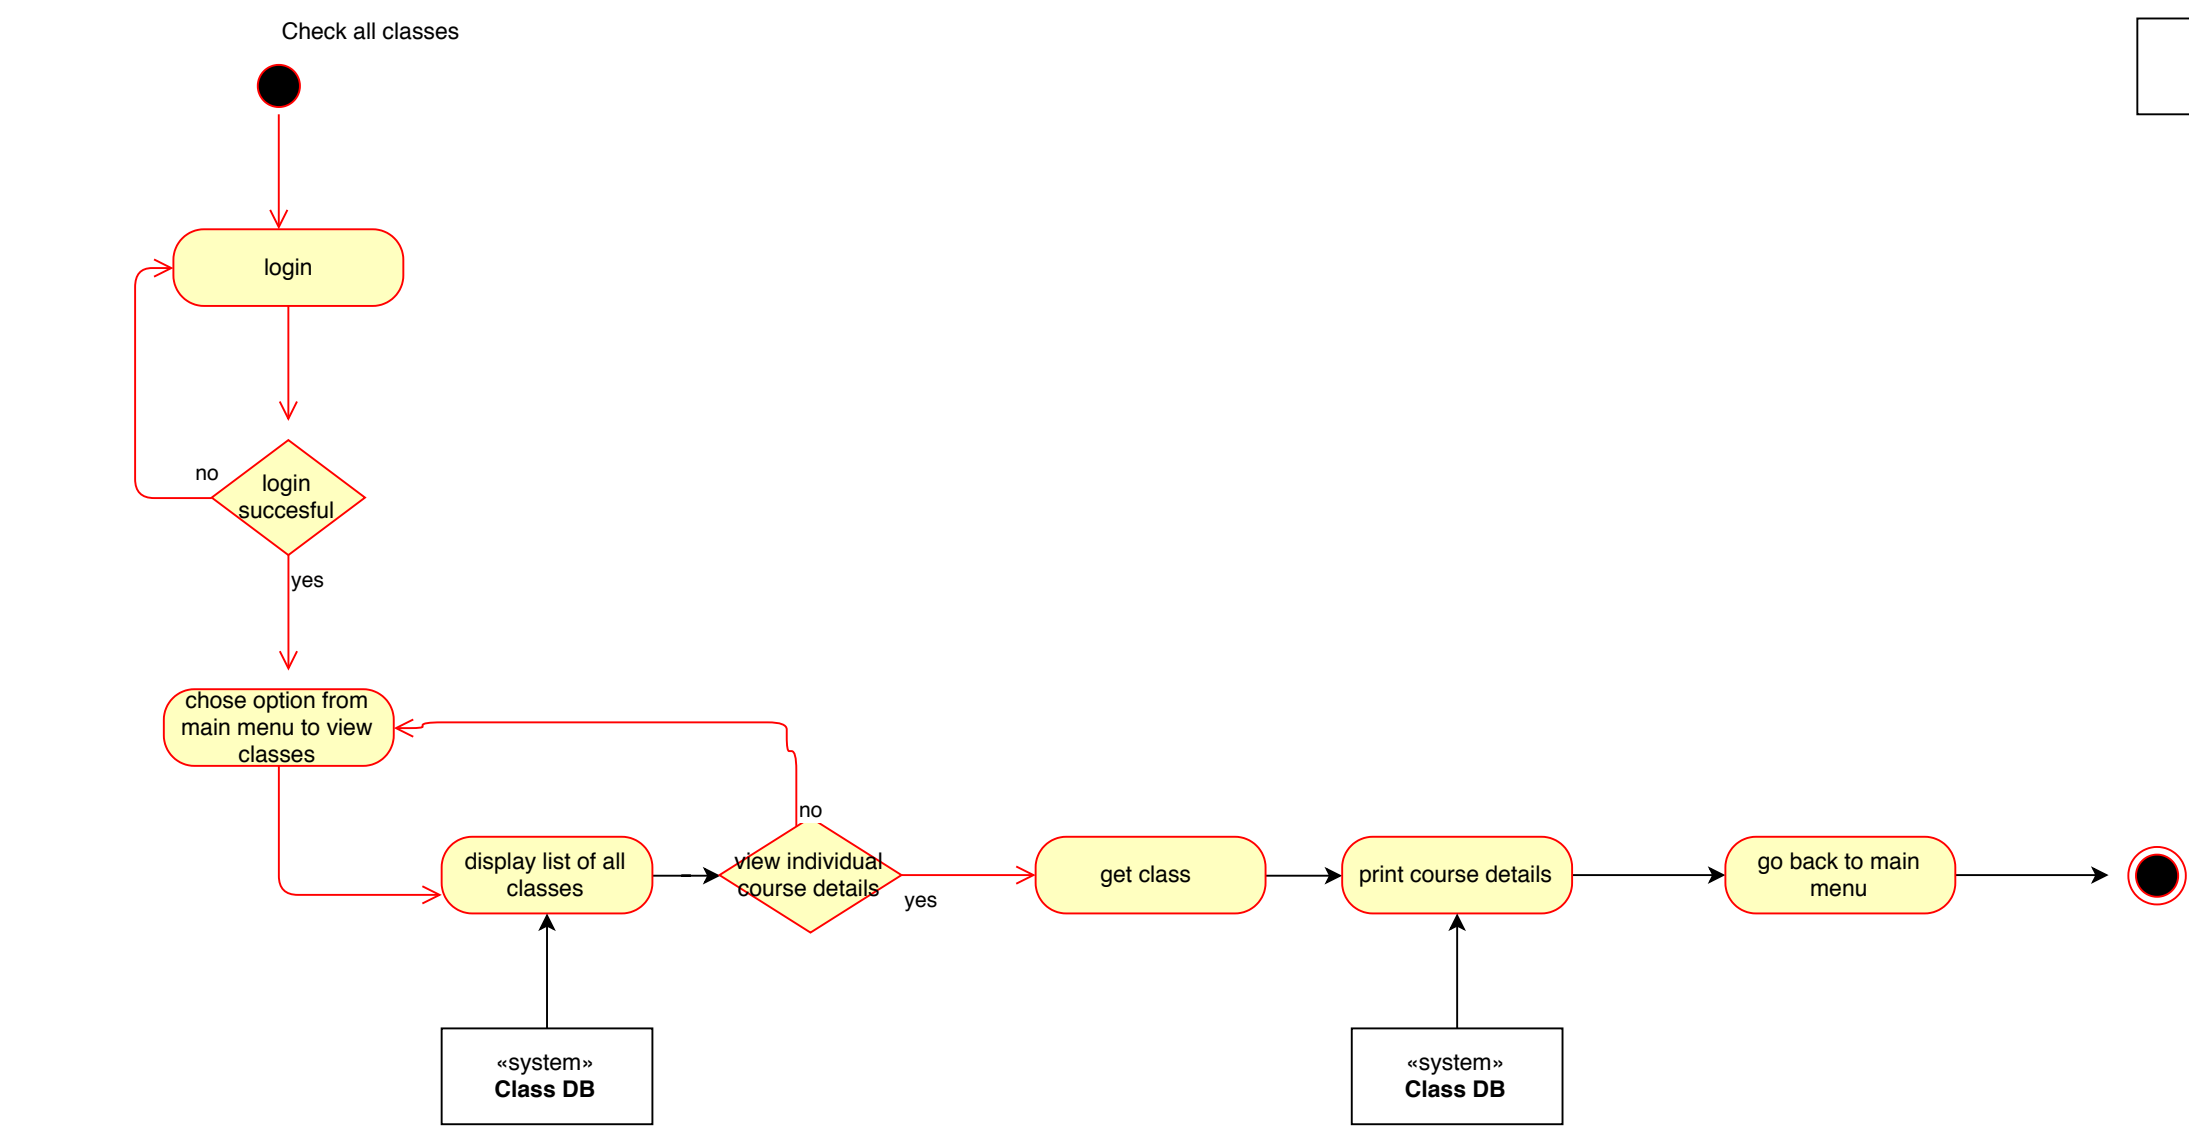 Check all classes
login
no
login
succesful
yes
chose option from
main menu to view
classes
no
display list of all
classes
view individual
course details
yes
get class
print course details
go back to main
menu
«system»
Class DB
«system»
Class DB